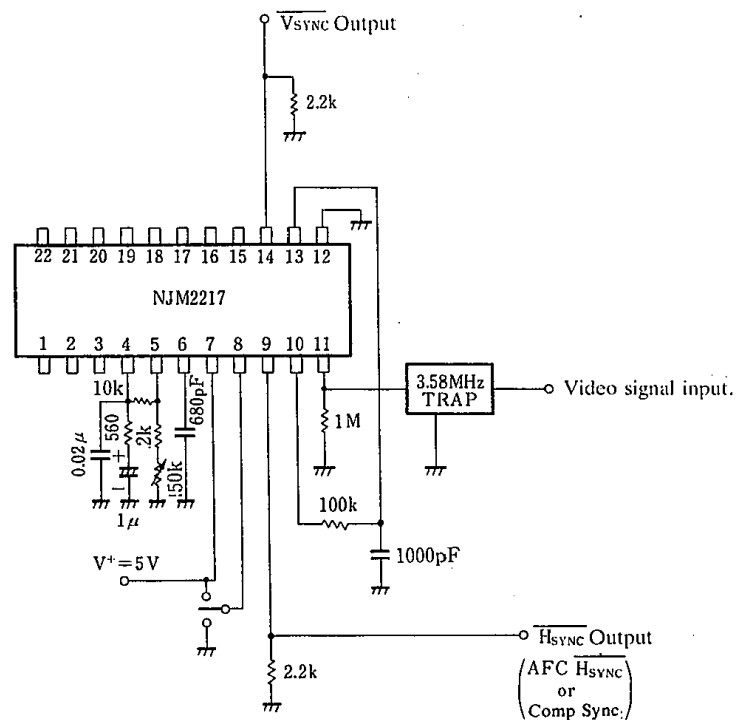 VSYNC Output
2.2k
22 21 20 19 18 17 16 15 14 13 12
NJM2217
1 2 3 4 5 6 7 8 9 10 11
10k
0.02μ
560
+
.2k
50k
680pF
1μ
1M
3.58MHz
TRAP
Video signal input.
100k
1000pF
V+=5V
2.2k
HSYNC Output
(AFC HSYNC
or
Comp Sync.)